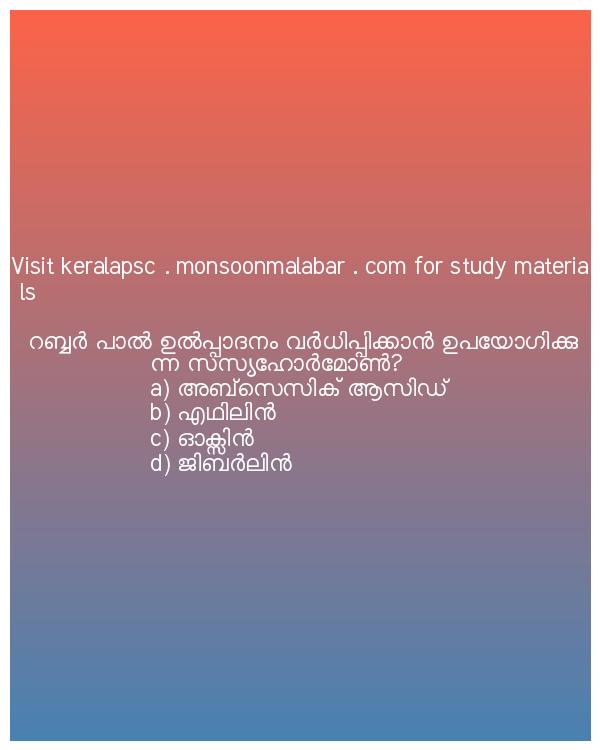 Visit keralapsc . monsoonmalabar . com for study materia
ls
റബ്ബർ പാൽ ഉൽപ്പാദനം വർധിപ്പിക്കാൻ ഉപയോഗിക്കു
ന്ന സസ്യഹോർമോൺ?
a) അബ്സെസിക് ആസിഡ്
b) എഥിലിൻ
c) ഓക്സിൻ
d) ജിബർലിൻ